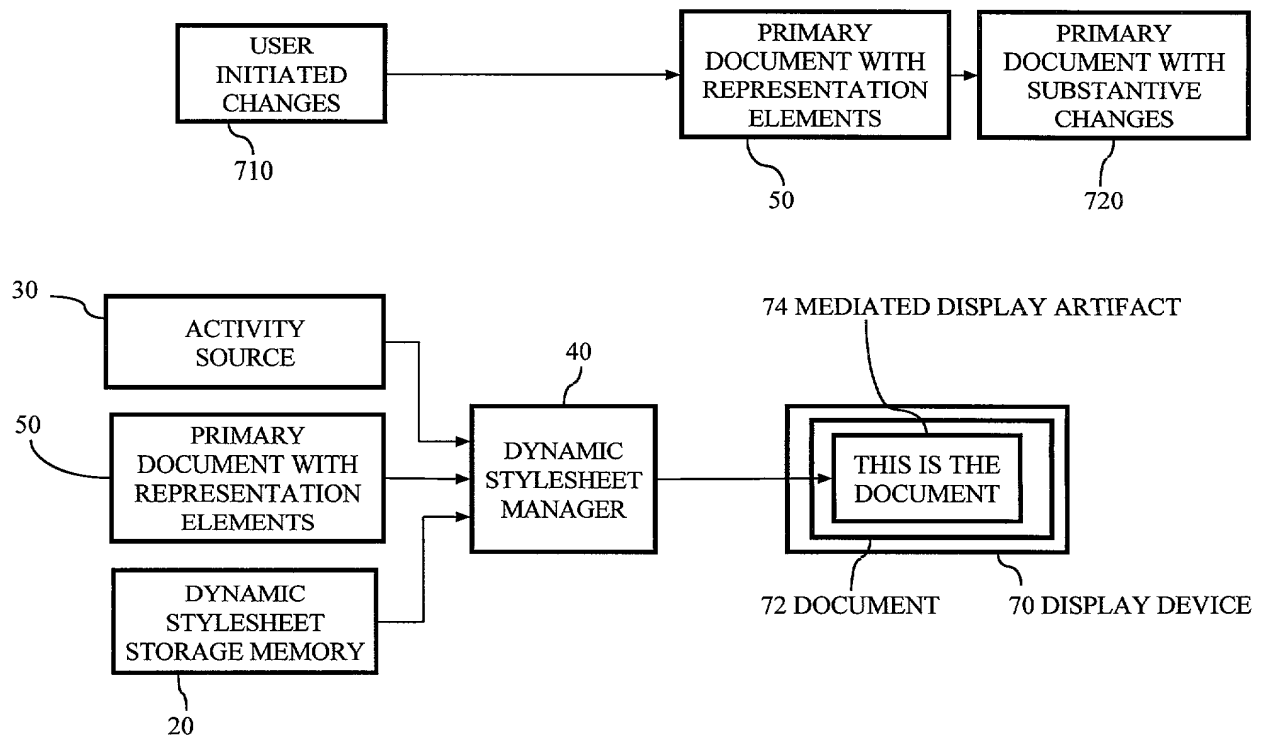 USER
INITIATED
CHANGES
710
PRIMARY
DOCUMENT WITH
REPRESENTATION
ELEMENTS
50
PRIMARY
DOCUMENT WITH
SUBSTANTIVE
CHANGES
720
30
ACTIVITY
SOURCE
50
PRIMARY
DOCUMENT WITH
REPRESENTATION
ELEMENTS
DYNAMIC
STYLESHEET
STORAGE MEMORY
20
40
DYNAMIC
STYLESHEET
MANAGER
74 MEDIATED DISPLAY ARTIFACT
THIS IS THE
DOCUMENT
72 DOCUMENT
70 DISPLAY DEVICE